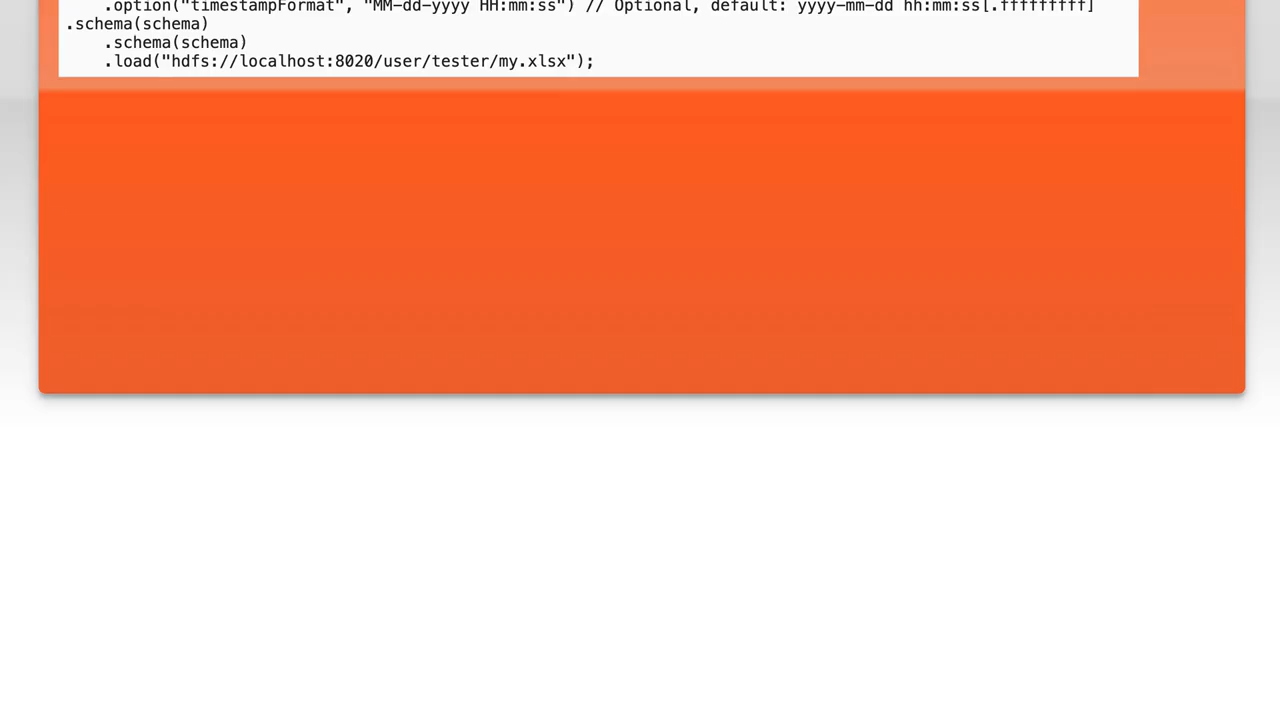 .option("timestampFormat", "MM-dd-yyyy HH:mm:ss") // Optional, default: yyyy-mm-dd hh:mm:ss[.fffffffff]
.schema(schema)
.schema(schema)
.load("hdfs://localhost:8020/user/tester/my.xlsx");